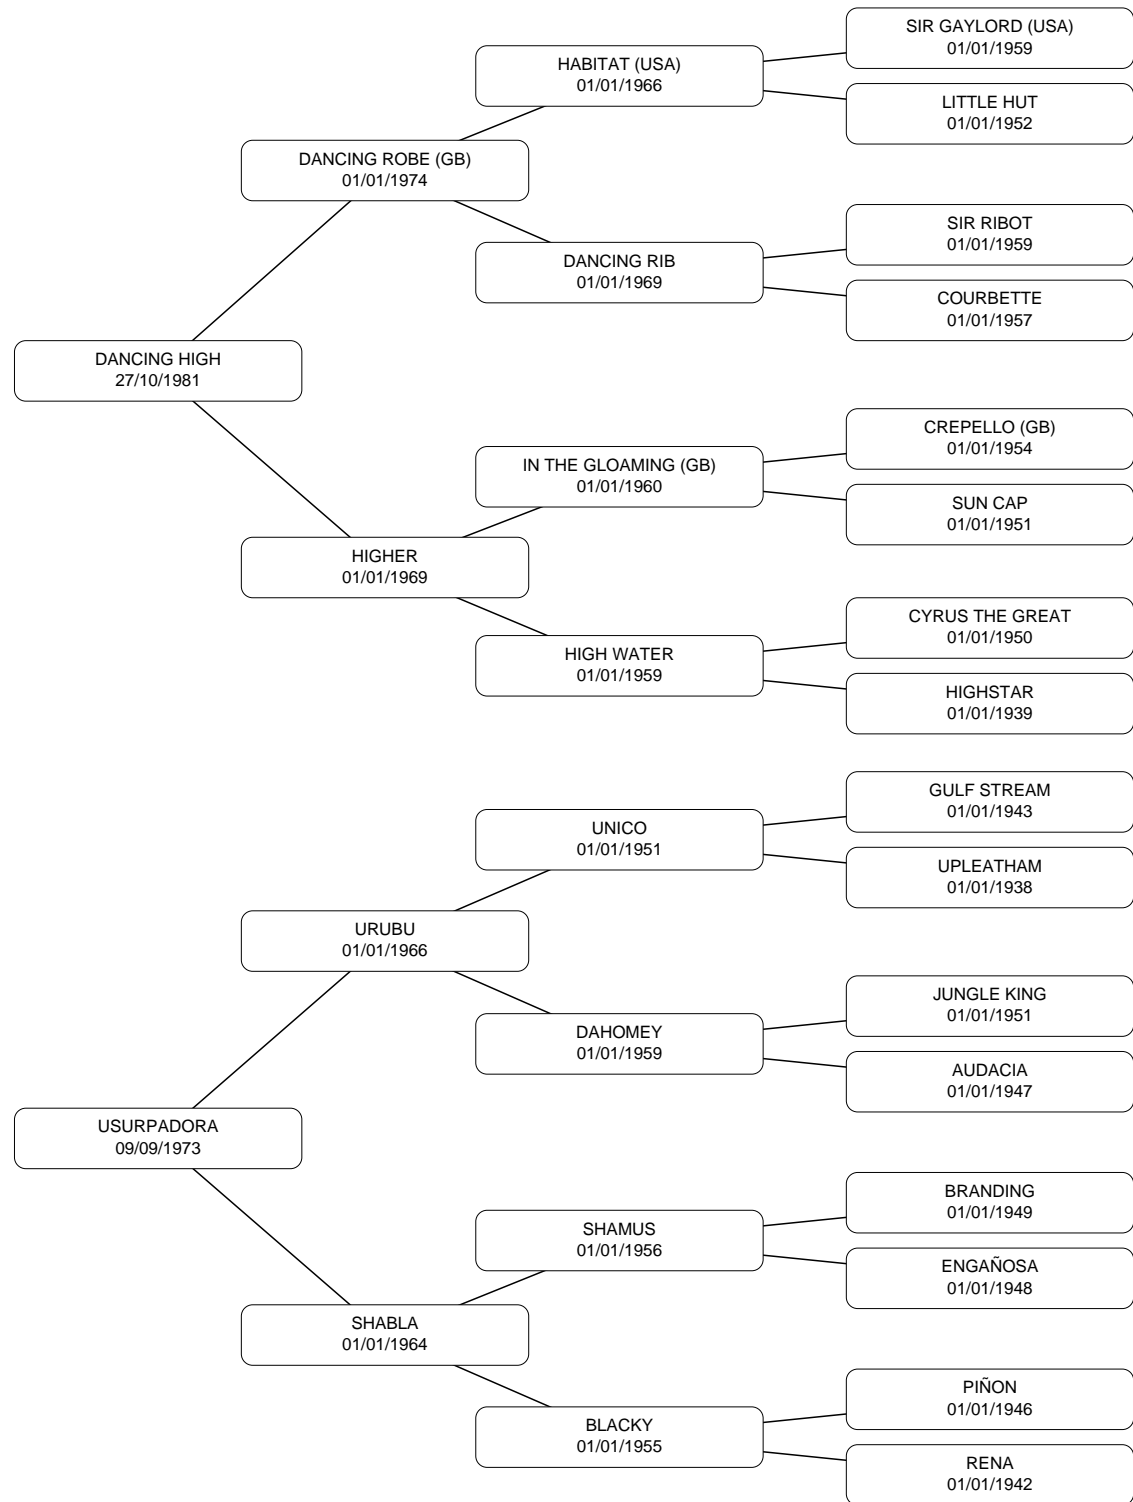 SIR GAYLORD (USA)
01/01/1959
HABITAT (USA)
01/01/1966
LITTLE HUT
01/01/1952
DANCING ROBE (GB)
01/01/1974
SIR RIBOT
01/01/1959
DANCING RIB
01/01/1969
COURBETTE
01/01/1957
DANCING HIGH
27/10/1981
CREPELLO (GB)
01/01/1954
IN THE GLOAMING (GB)
01/01/1960
SUN CAP
01/01/1951
HIGHER
01/01/1969
CYRUS THE GREAT
01/01/1950
HIGH WATER
01/01/1959
HIGHSTAR
01/01/1939
GULF STREAM
01/01/1943
UNICO
01/01/1951
UPLEATHAM
01/01/1938
URUBU
01/01/1966
JUNGLE KING
01/01/1951
DAHOMEY
01/01/1959
AUDACIA
01/01/1947
USURPADORA
09/09/1973
BRANDING
01/01/1949
SHAMUS
01/01/1956
ENGAÑOSA
01/01/1948
SHABLA
01/01/1964
PIÑON
01/01/1946
BLACKY
01/01/1955
RENA
01/01/1942